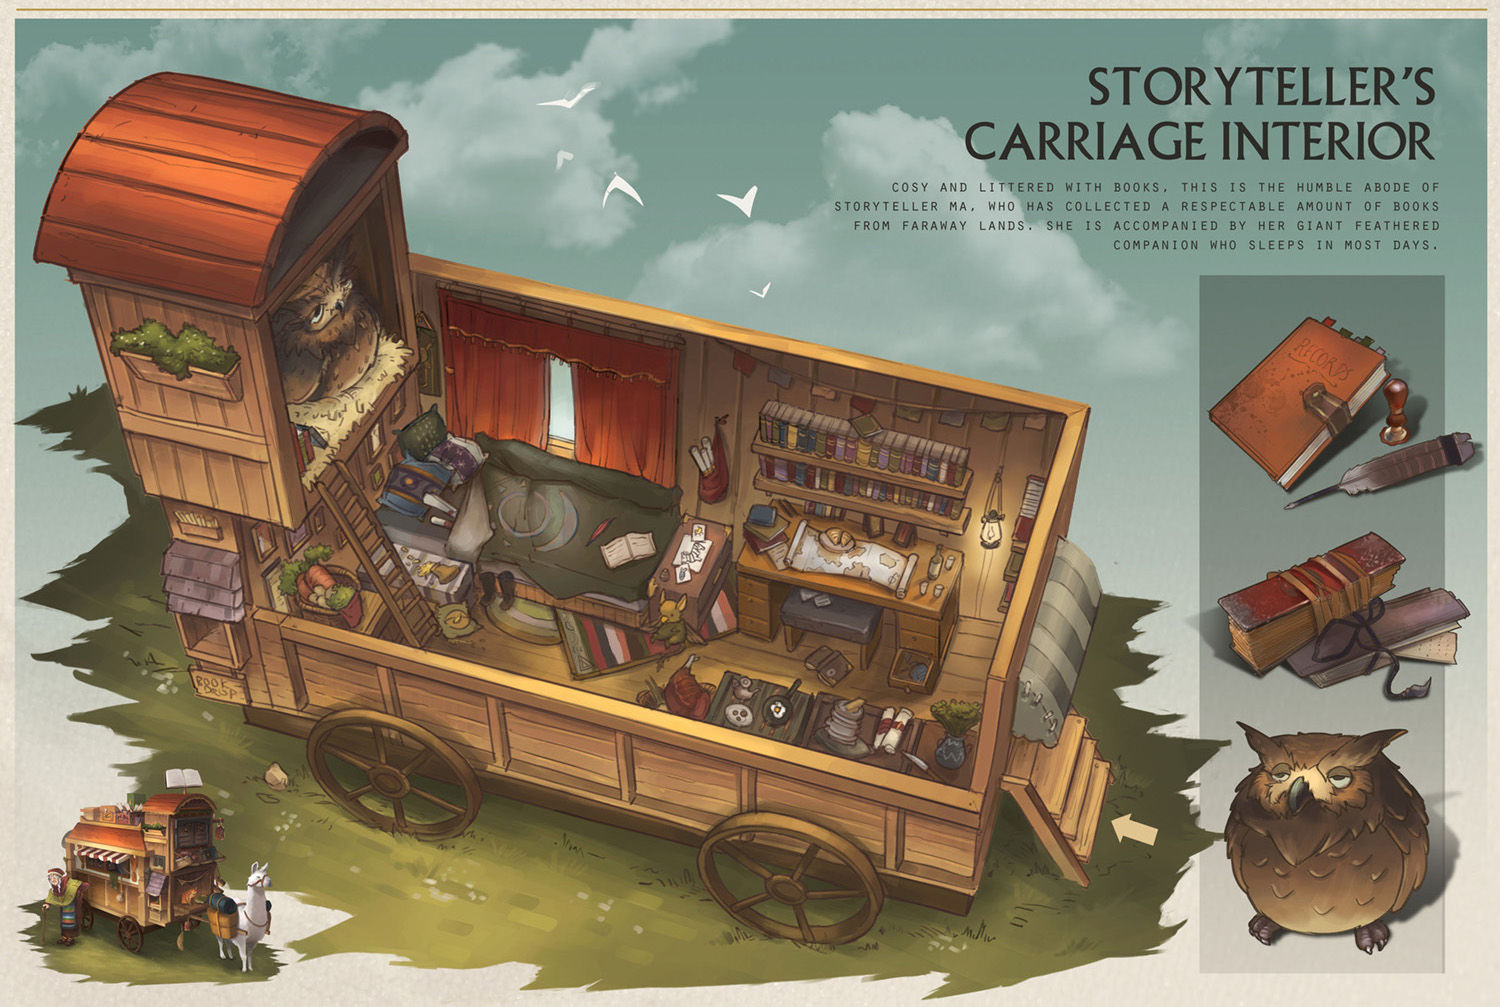 STORYTELLER'S
CARRIAGE INTERIOR
COSY AND LITTERED WITH BOOKS, THIS IS THE HUMBLE ABODE OF
STORYTELLER MA, WHO HAS COLLECTED A RESPECTABLE AMOUNT OF BOOKS
FROM FARAWAY LANDS. SHE IS ACCOMPANIED BY HER GIANT FEATHERED
COMPANION WHO SLEEPS IN MOST DAYS.
RECORDS
BOOK
DROP